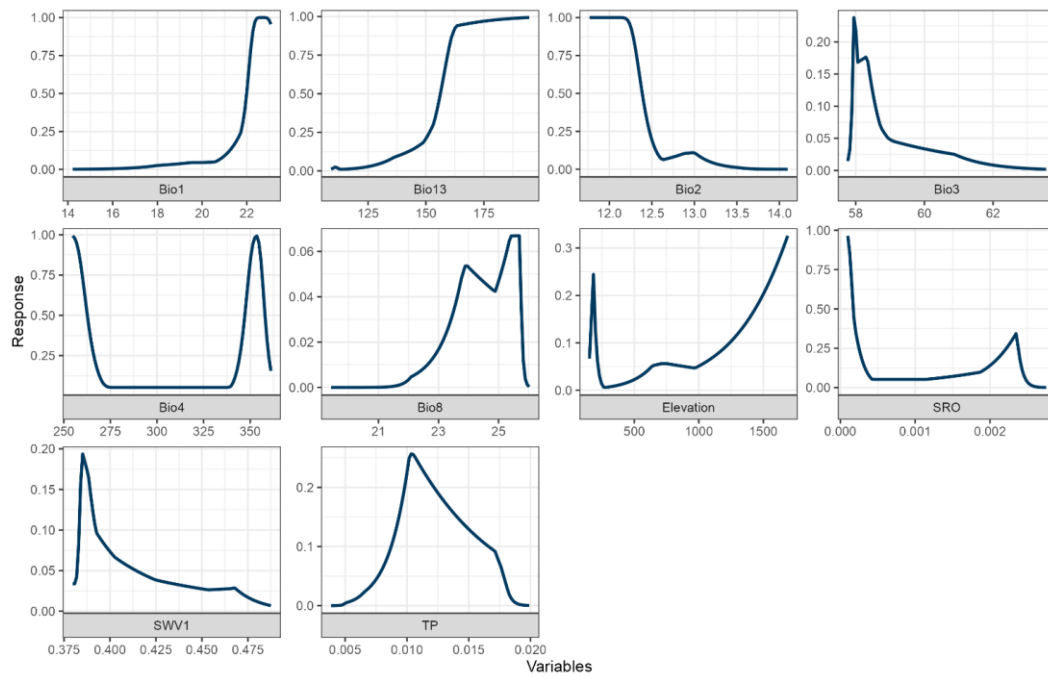 1.00
0.75
0.50
0.25
0.00
Bio1
14 16 18 20 22
1.00
0.75
0.50
0.25
0.00
Bio13
125 150 175
1.00
0.75
0.50
0.25
0.00
Bio2
12.0 12.5 13.0 13.5 14.0
0.20
0.15
0.10
0.05
0.00
Bio3
58 60 62
Response
1.00
0.75
0.50
0.25
Bio4
250 275 300 325 350
0.06
0.04
0.02
0.00
Bio8
21 23 25
0.3
0.2
0.1
0.0
Elevation
500 1000 1500
1.00
0.75
0.50
0.25
0.00
SRO
0.000 0.001 0.002
0.20
0.15
0.10
0.05
0.00
SWV1
0.375 0.400 0.425 0.450 0.475
0.2
0.1
0.0
TP
0.005 0.010 0.015 0.020
Variables